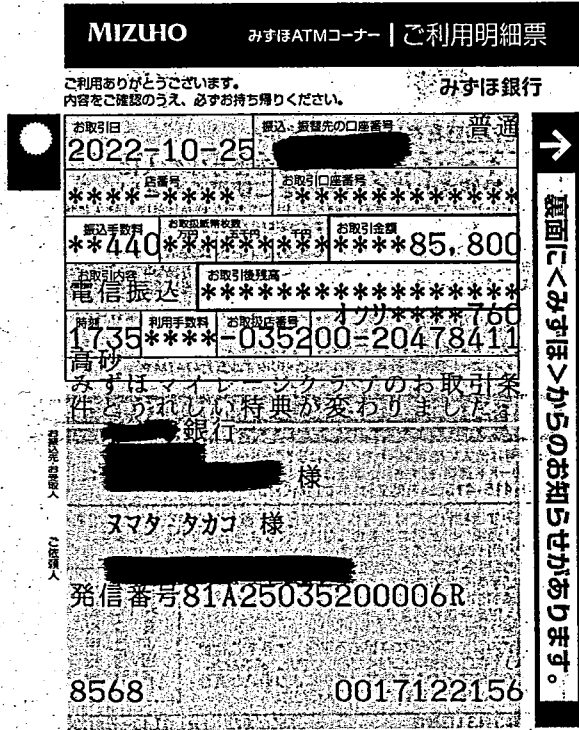 MIZUHO みずほATMコーナー ご利用明細票
ご利用ありがとうございます。
内容をご確認のうえ、必ずお持ち帰りください。
みずほ銀行
お取引日 振込・振替先の口座番号
2022-10-25 普通
店番号 お取引口座番号
****-**** *************
振込手数料 お取扱紙幣枚数 万円 五千円 千円 お取引金額
**440*** *** *** ****85,800
お取引内容 お取引後残高
電信振込 *****************
オツリ****760
時刻 利用手数料 お取扱店番号
1735****-035200-20478411
高砂
みずほマイレージクラブのお取引条
件とうれしい特典が変わりました。
銀行
お振込先 お受取人
様
ヌマタ タカコ 様
ご依頼人
発信番号81A25035200006R
8568 0017122156
裏面に<みずほ>からのお知らせがあります。